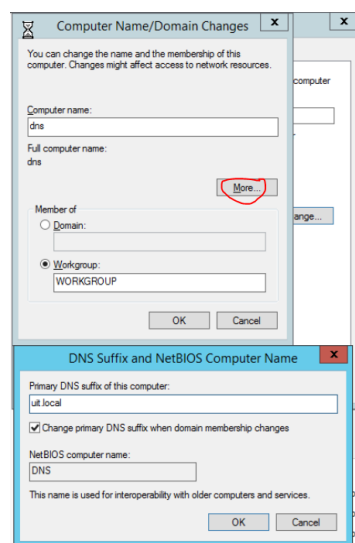 Computer Name/Domain Changes
x
x
You can change the name and the membership of this
computer. Changes might affect access to network resources.
computer
Computer name:
dns
Full computer name:
dns
More...
ange...
Member of
Domain:
Workgroup:
WORKGROUP
OK
Cancel
DNS Suffix and NetBIOS Computer Name
x
Primary DNS suffix of this computer:
uit.local
Change primary DNS suffix when domain membership changes
NetBIOS computer name:
DNS
This name is used for interoperability with older computers and services.
OK
Cancel